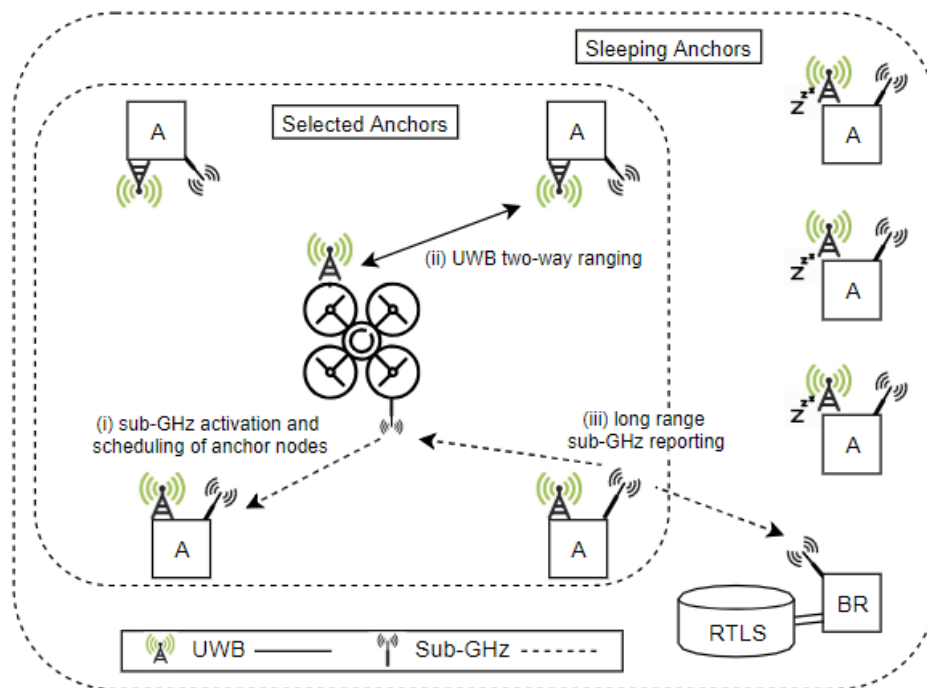 Sleeping Anchors
Selected Anchors
A
A
z z z
A
(ii) UWB two-way ranging
z z z
A
(i) sub-GHz activation and
scheduling of anchor nodes
(iii) long range
sub-GHz reporting
z z z
A
A
A
BR
RTLS
UWB
Sub-GHz